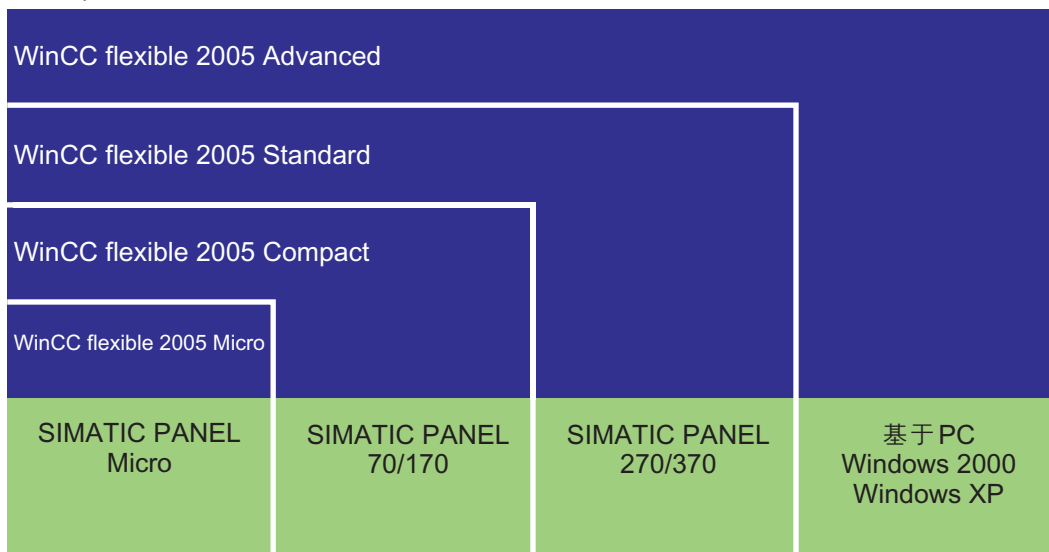 WinCC flexible 2005 Advanced
WinCC flexible 2005 Standard
WinCC flexible 2005 Compact
WinCC flexible 2005 Micro
SIMATIC PANEL
Micro
SIMATIC PANEL
70/170
SIMATIC PANEL
270/370
基于PC
Windows 2000
Windows XP